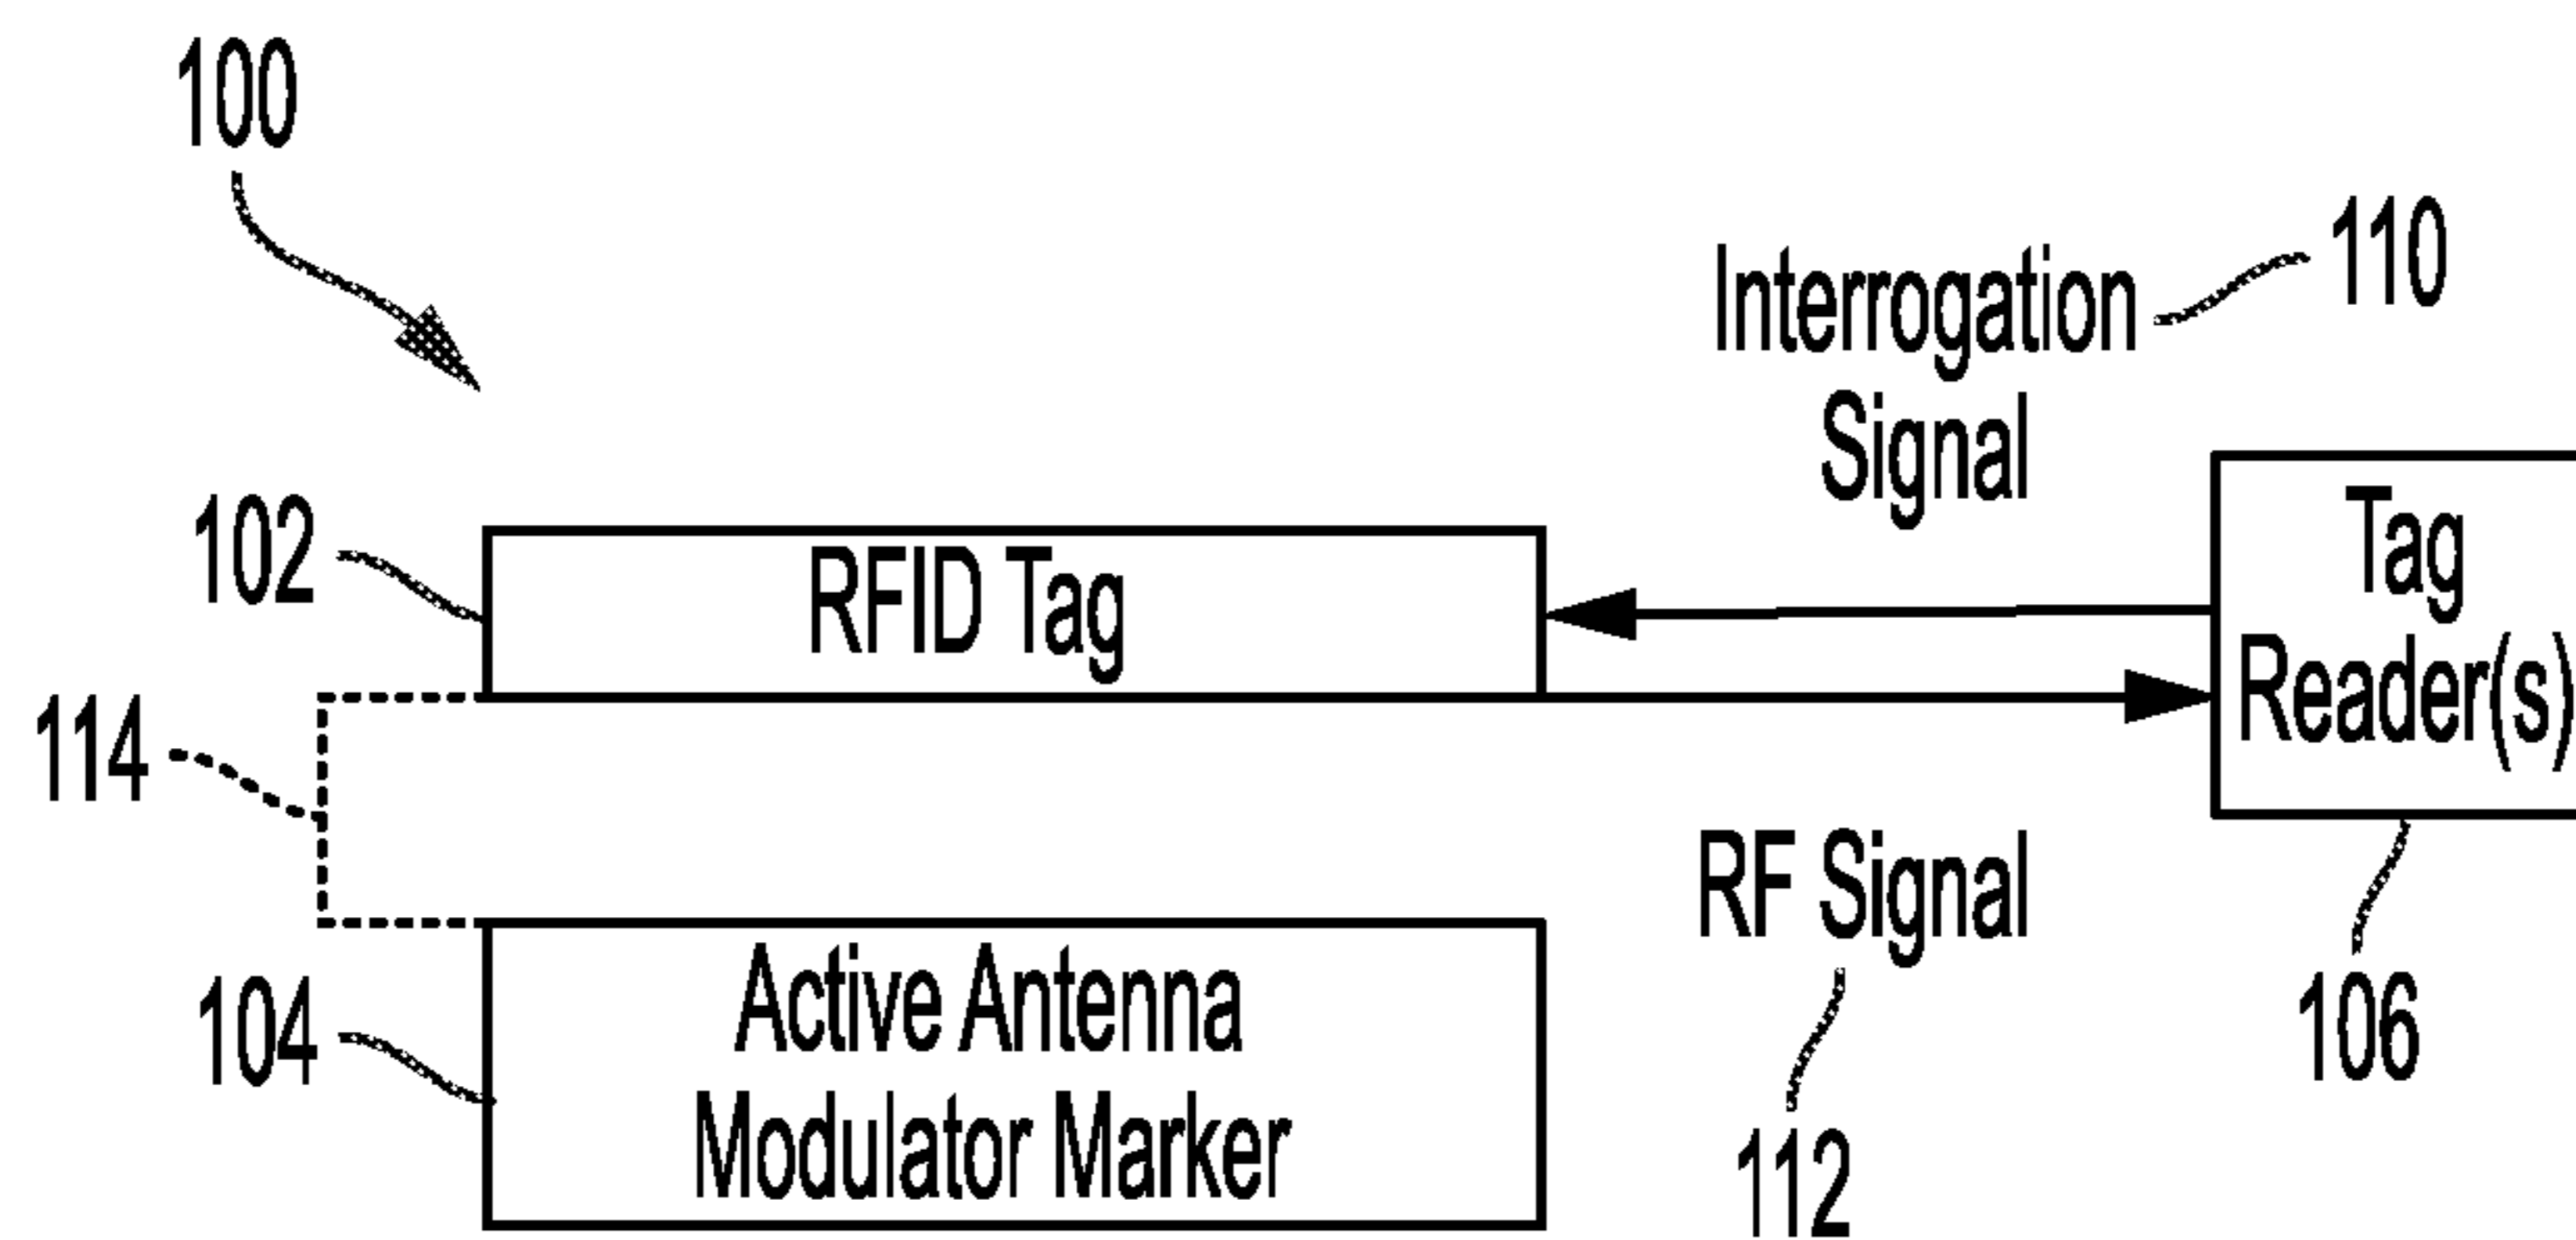 100
110
Interrogation
Signal
102
RFID Tag
Tag
Reader(s)
114
RF Signal
104
Active Antenna
Modulator Marker
106
112